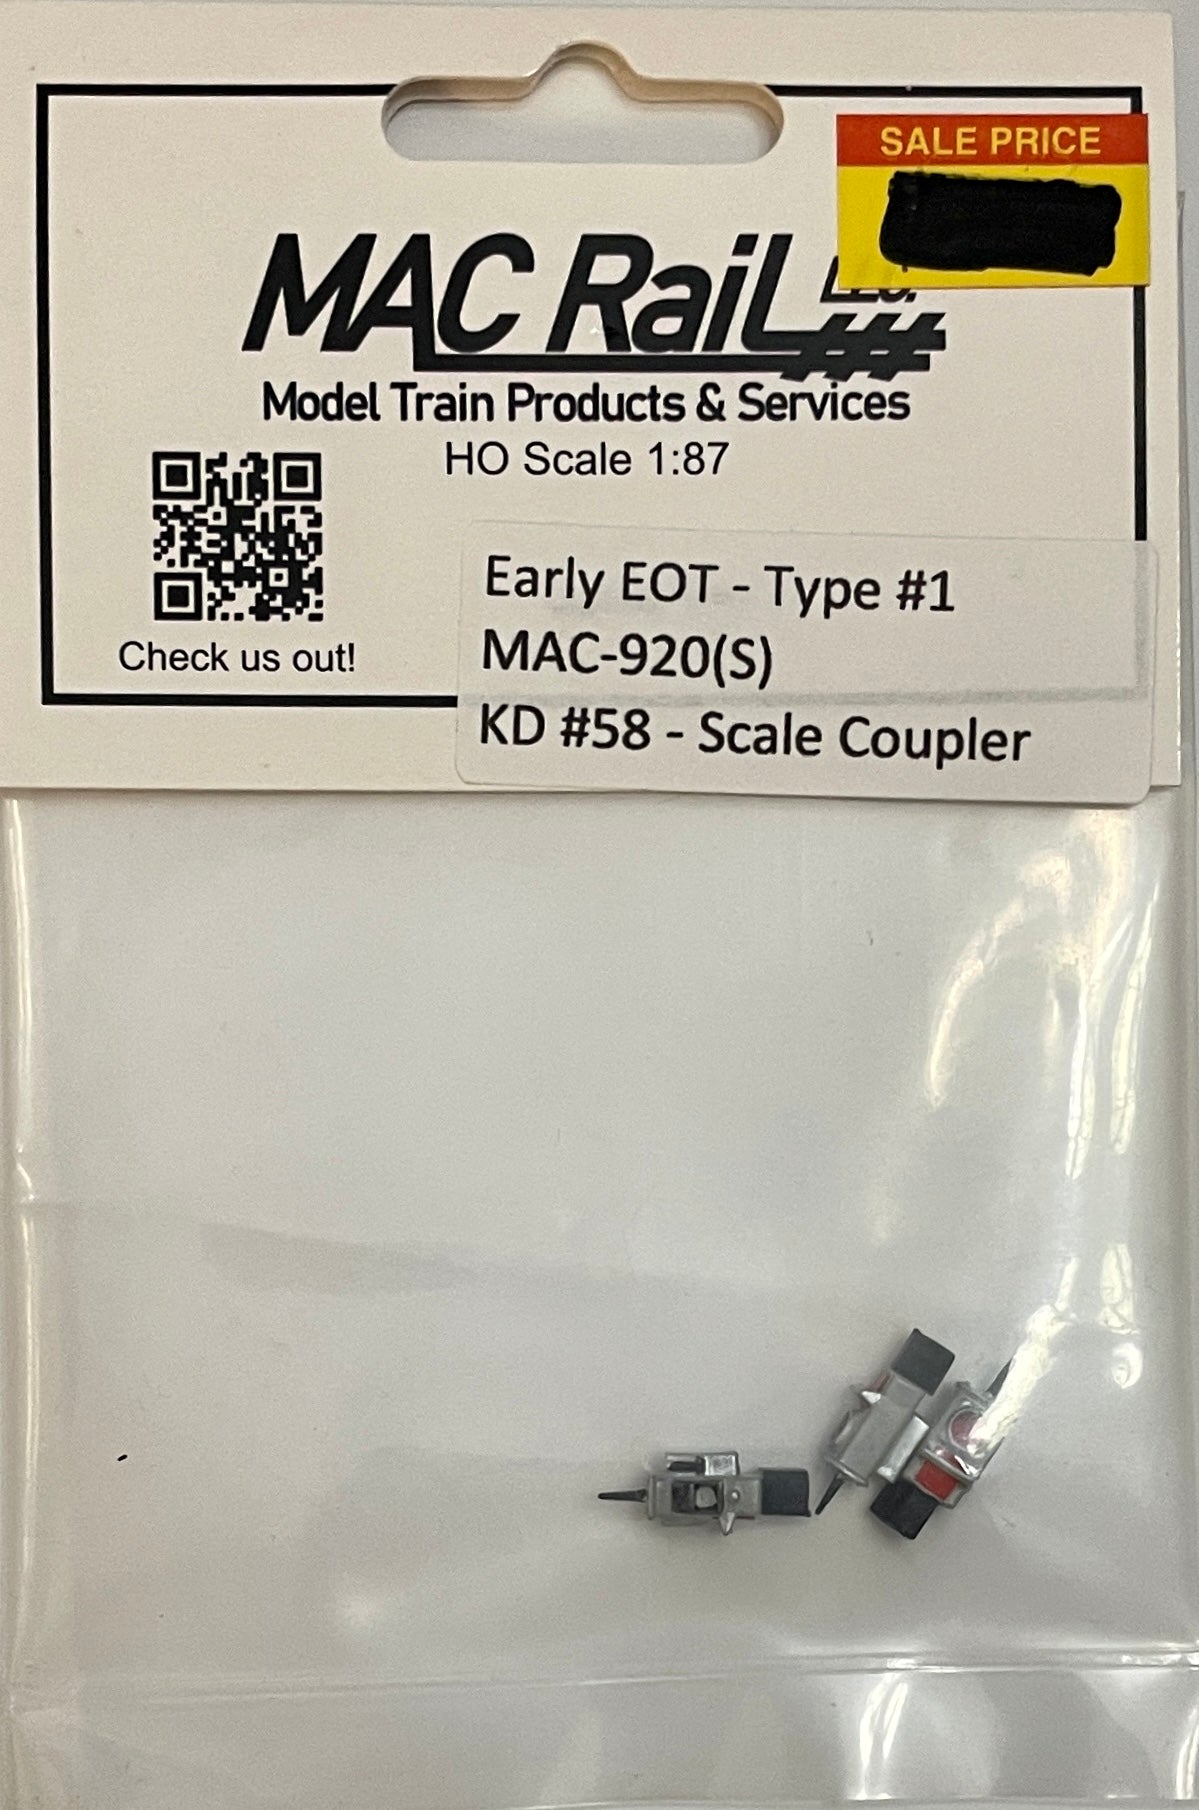 SALE PRICE
MAC RaiL
Model Train Products & Services
HO Scale 1:87
Check us out!
Early EOT - Type #1
MAC-920(S)
KD #58 - Scale Coupler